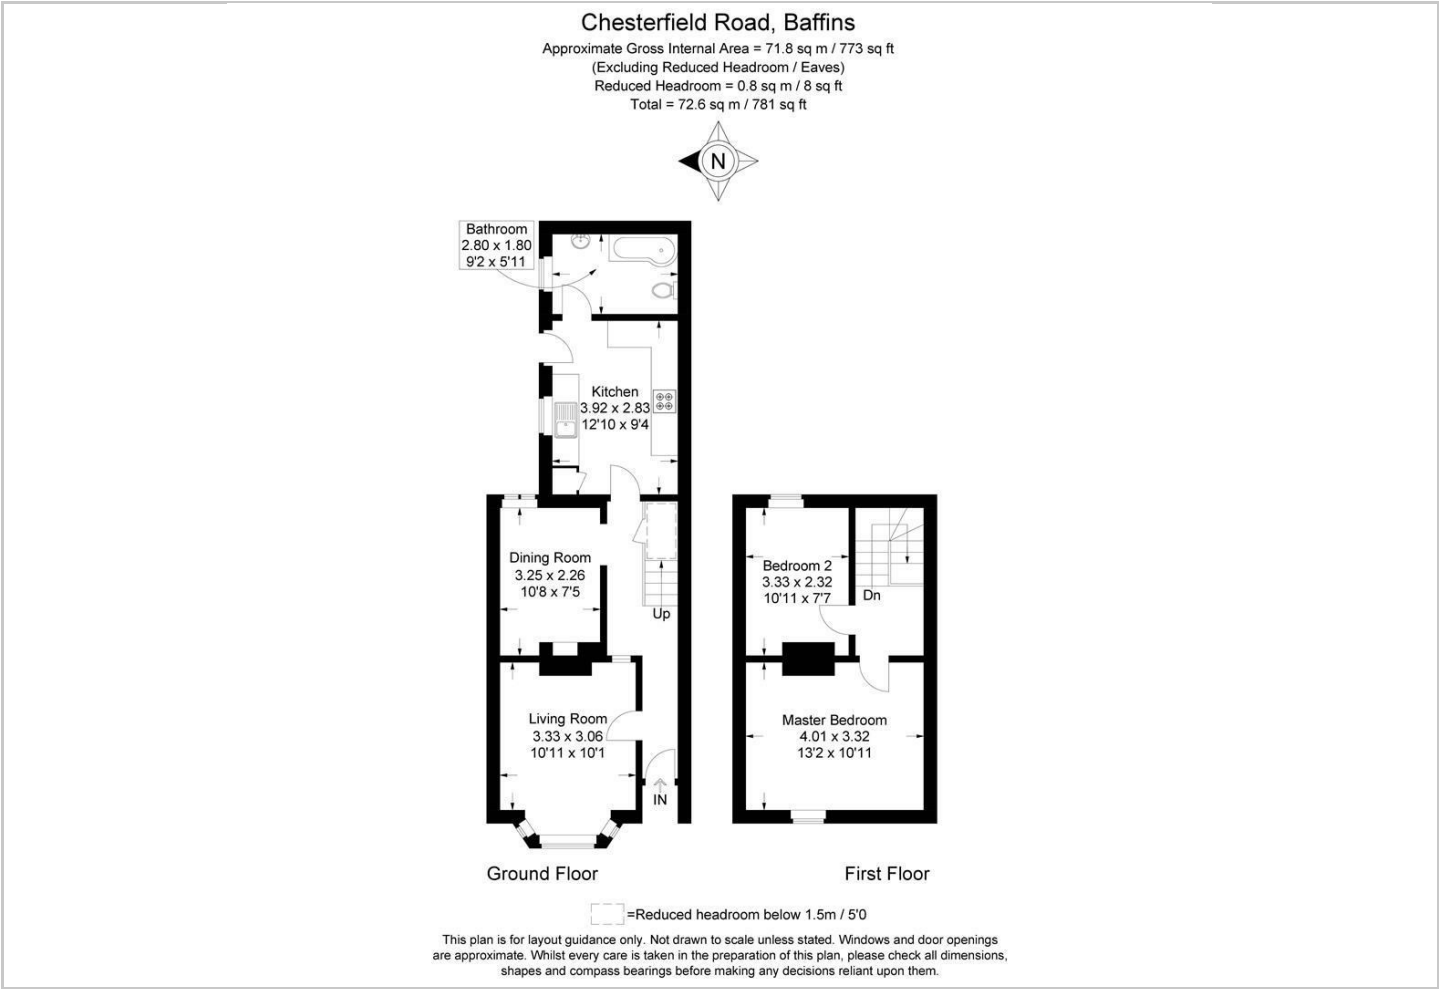 Chesterfield Road, Baffins
Approximate Gross Internal Area = 71.8 sq m / 773 sq ft
(Excluding Reduced Headroom / Eaves)
Reduced Headroom = 0.8 sq m / 8 sq ft
Total = 72.6 sq m / 781 sq ft
N
Bathroom
2.80 x 1.80
9'2 x 5'11
Kitchen
3.92 x 2.83
12'10 x 9'4
Dining Room
3.25 x 2.26
10'8 x 7'5
Up
Living Room
3.33 x 3.06
10'11 x 10'1
IN
Bedroom 2
3.33 x 2.32
10'11 x 7'7
Dn
Master Bedroom
4.01 x 3.32
13'2 x 10'11
Ground Floor
First Floor
=Reduced headroom below 1.5m / 5'0
This plan is for layout guidance only. Not drawn to scale unless stated. Windows and door openings
are approximate. Whilst every care is taken in the preparation of this plan, please check all dimensions,
shapes and compass bearings before making any decisions reliant upon them.